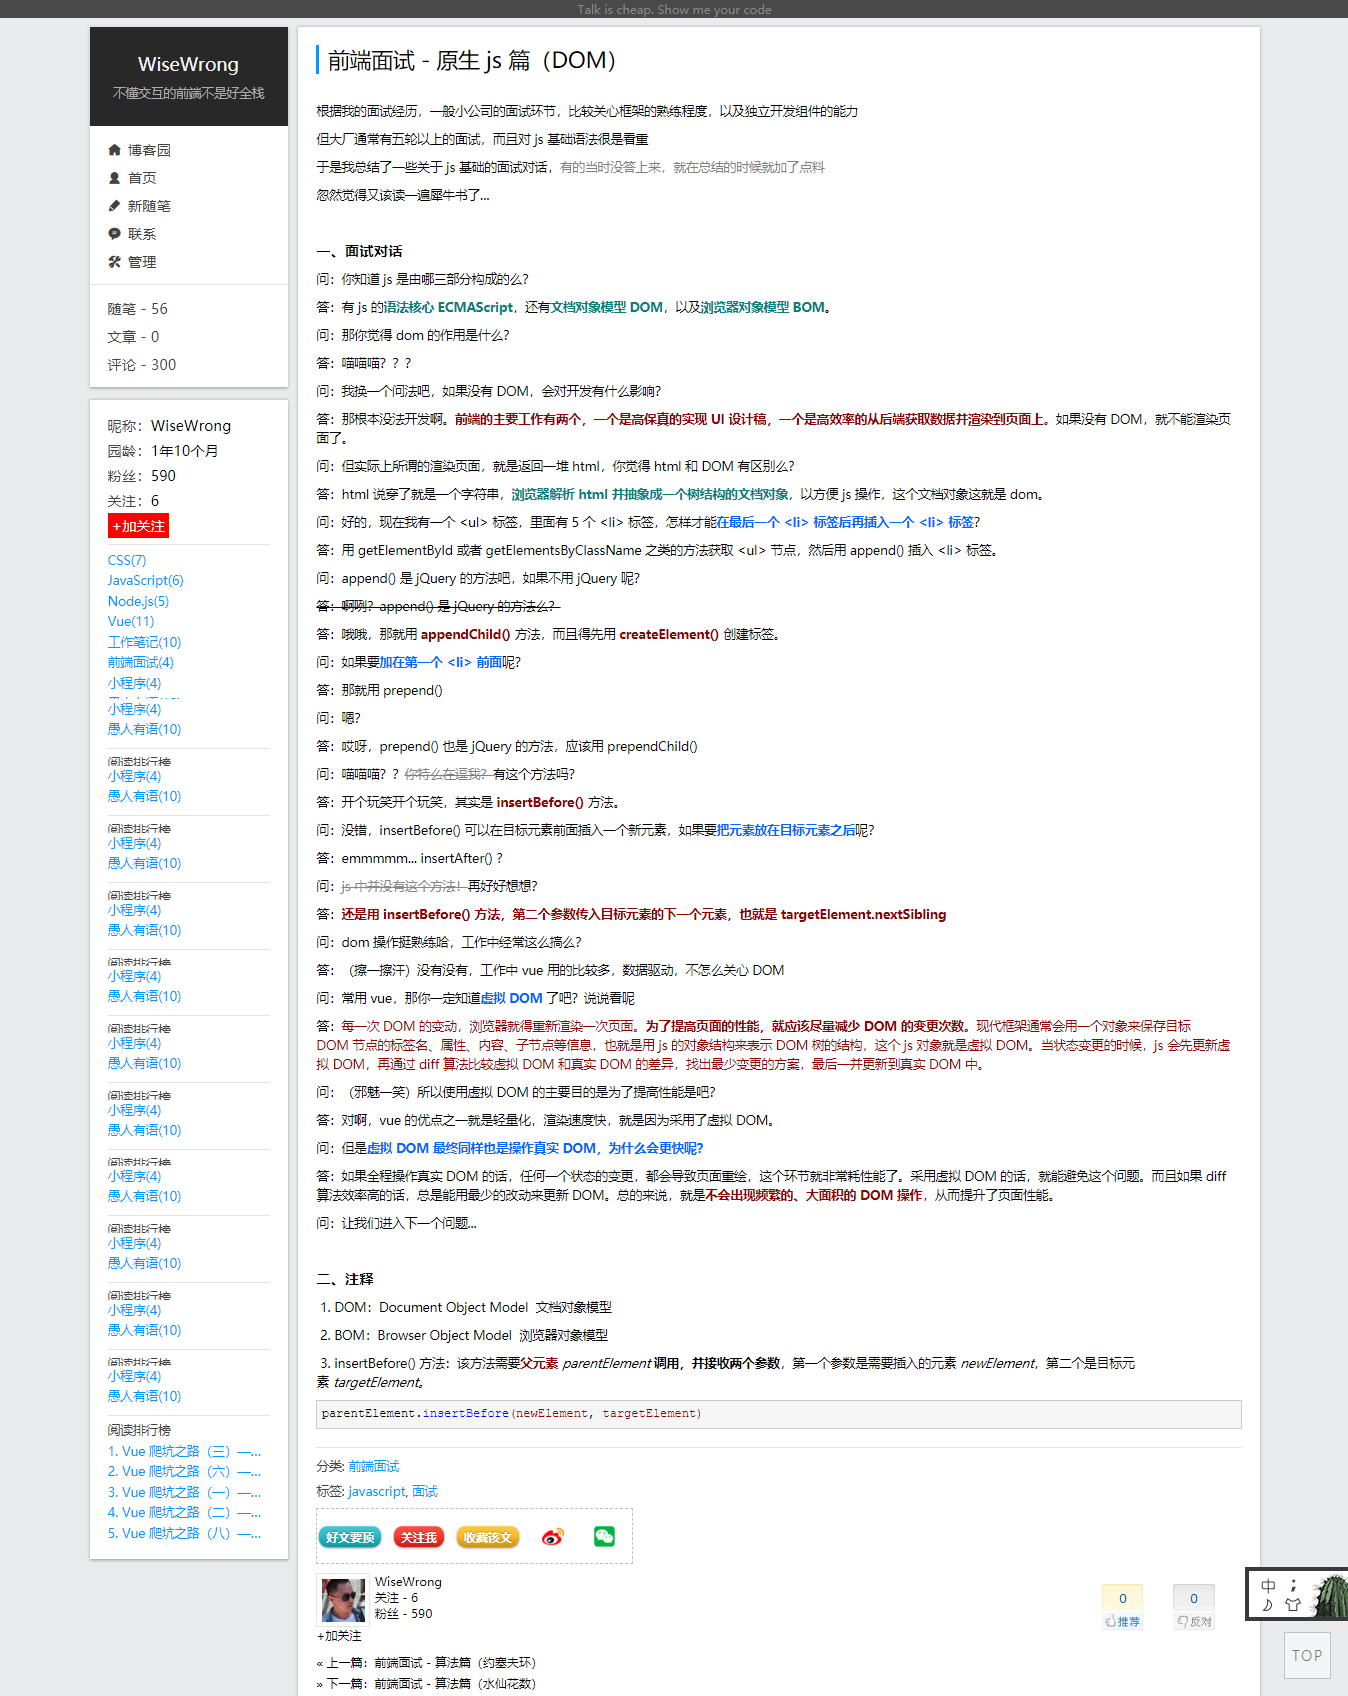 Talk is cheap. Show me your code
WiseWrong
不懂交互的前端不是好全栈
博客园
首页
新随笔
联系
管理
随笔 - 56
文章 - 0
评论 - 300
昵称：WiseWrong
园龄：1年10个月
粉丝：590
关注：6
+加关注
CSS(7)
JavaScript(6)
Node.js(5)
Vue(11)
工作笔记(10)
前端面试(4)
小程序(4)
小程序(4)
愚人有语(10)
阅读排行榜
小程序(4)
愚人有语(10)
阅读排行榜
小程序(4)
愚人有语(10)
阅读排行榜
小程序(4)
愚人有语(10)
阅读排行榜
小程序(4)
愚人有语(10)
阅读排行榜
小程序(4)
愚人有语(10)
阅读排行榜
小程序(4)
愚人有语(10)
阅读排行榜
小程序(4)
愚人有语(10)
阅读排行榜
小程序(4)
愚人有语(10)
阅读排行榜
小程序(4)
愚人有语(10)
阅读排行榜
小程序(4)
愚人有语(10)
阅读排行榜
1. Vue 爬坑之路（三）—...
2. Vue 爬坑之路（六）—...
3. Vue 爬坑之路（一）—...
4. Vue 爬坑之路（二）—...
5. Vue 爬坑之路（八）—...
前端面试 - 原生 js 篇（DOM）
根据我的面试经历，一般小公司的面试环节，比较关心框架的熟练程度，以及独立开发组件的能力
但大厂通常有五轮以上的面试，而且对 js 基础语法很是看重
于是我总结了一些关于 js 基础的面试对话，有的当时没答上来，就在总结的时候就加了点料
忽然觉得又该读一遍犀牛书了...
一、面试对话
问：你知道 js 是由哪三部分构成的么？
答：有 js 的语法核心 ECMAScript，还有文档对象模型 DOM，以及浏览器对象模型 BOM。
问：那你觉得 dom 的作用是什么？
答：喵喵喵？？？
问：我换一个问法吧，如果没有 DOM，会对开发有什么影响？
答：那根本没法开发啊。前端的主要工作有两个，一个是高保真的实现 UI 设计稿，一个是高效率的从后端获取数据并渲染到页面上。如果没有 DOM，就不能渲染页
面了。
问：但实际上所谓的渲染页面，就是返回一堆 html，你觉得 html 和 DOM 有区别么？
答：html 说穿了就是一个字符串，浏览器解析 html 并抽象成一个树结构的文档对象，以方便 js 操作，这个文档对象这就是 dom。
问：好的，现在我有一个 <ul> 标签，里面有 5 个 <li> 标签，怎样才能在最后一个 <li> 标签后再插入一个 <li> 标签？
答：用 getElementById 或者 getElementsByClassName 之类的方法获取 <ul> 节点，然后用 append() 插入 <li> 标签。
问：append() 是 jQuery 的方法吧，如果不用 jQuery 呢？
答：啊咧？append() 是 jQuery 的方法么？
答：哦哦，那就用 appendChild() 方法，而且得先用 createElement() 创建标签。
问：如果要加在第一个 <li> 前面呢？
答：那就用 prepend()
问：嗯？
答：哎呀，prepend() 也是 jQuery 的方法，应该用 prependChild()
问：喵喵喵？？你特么在逗我？有这个方法吗？
答：开个玩笑开个玩笑，其实是 insertBefore() 方法。
问：没错，insertBefore() 可以在目标元素前面插入一个新元素，如果要把元素放在目标元素之后呢？
答：emmmmm... insertAfter() ？
问：js 中并没有这个方法！再好好想想？
答：还是用 insertBefore() 方法，第二个参数传入目标元素的下一个元素，也就是 targetElement.nextSibling
问：dom 操作挺熟练哈，工作中经常这么搞么？
答：（擦一擦汗）没有没有，工作中 vue 用的比较多，数据驱动，不怎么关心 DOM
问：常用 vue，那你一定知道虚拟 DOM 了吧？说说看呢
答：每一次 DOM 的变动，浏览器就得重新渲染一次页面。为了提高页面的性能，就应该尽量减少 DOM 的变更次数。现代框架通常会用一个对象来保存目标
DOM 节点的标签名、属性、内容、子节点等信息，也就是用 js 的对象结构来表示 DOM 树的结构，这个 js 对象就是虚拟 DOM。当状态变更的时候，js 会先更新虚
拟 DOM，再通过 diff 算法比较虚拟 DOM 和真实 DOM 的差异，找出最少变更的方案，最后一并更新到真实 DOM 中。
问：（邪魅一笑）所以使用虚拟 DOM 的主要目的是为了提高性能是吧？
答：对啊，vue 的优点之一就是轻量化，渲染速度快，就是因为采用了虚拟 DOM。
问：但是虚拟 DOM 最终同样也是操作真实 DOM，为什么会更快呢？
答：如果全程操作真实 DOM 的话，任何一个状态的变更，都会导致页面重绘，这个环节就非常耗性能了。采用虚拟 DOM 的话，就能避免这个问题。而且如果 diff
算法效率高的话，总是能用最少的改动来更新 DOM。总的来说，就是不会出现频繁的、大面积的 DOM 操作，从而提升了页面性能。
问：让我们进入下一个问题...
二、注释
1. DOM：Document Object Model 文档对象模型
2. BOM：Browser Object Model 浏览器对象模型
3. insertBefore() 方法：该方法需要父元素 parentElement 调用，并接收两个参数，第一个参数是需要插入的元素 newElement，第二个是目标元
素 targetElement。
parentElement.insertBefore(newElement, targetElement)
分类: 前端面试
标签: javascript, 面试
好文要顶 关注我 收藏该文
WiseWrong
关注 - 6
粉丝 - 590
+加关注
0
推荐
0
反对
« 上一篇：前端面试 - 算法篇（约瑟夫环）
» 下一篇：前端面试 - 算法篇（水仙花数）
中
TOP